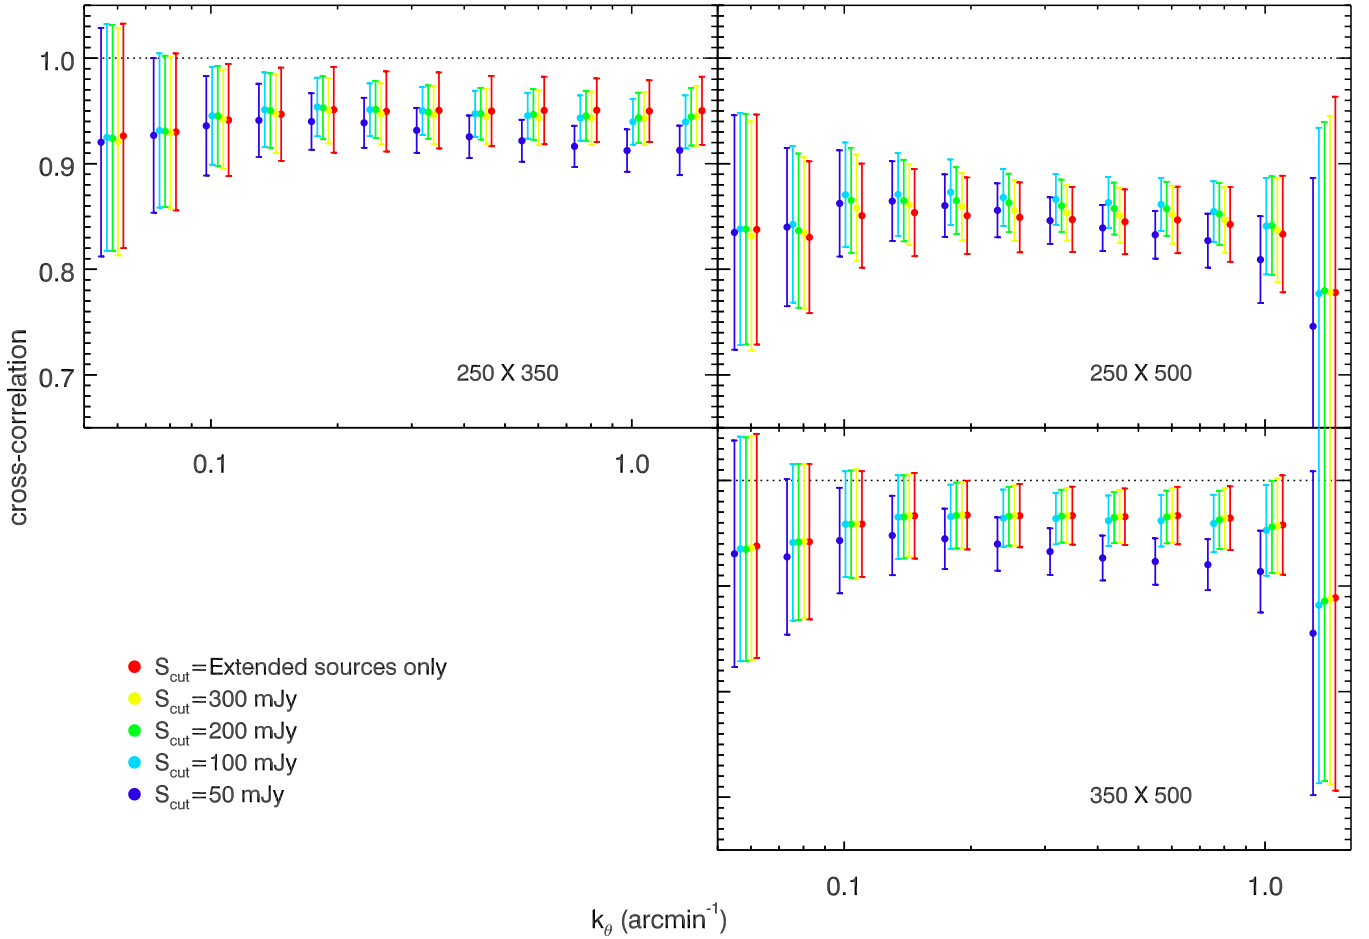 1.0
0.9
0.8
0.7
cross-correlation
250 X 350
250 X 500
0.1
1.0
S_cut=Extended sources only
S_cut=300 mJy
S_cut=200 mJy
S_cut=100 mJy
S_cut=50 mJy
350 X 500
0.1
1.0
k_θ (arcmin⁻¹)